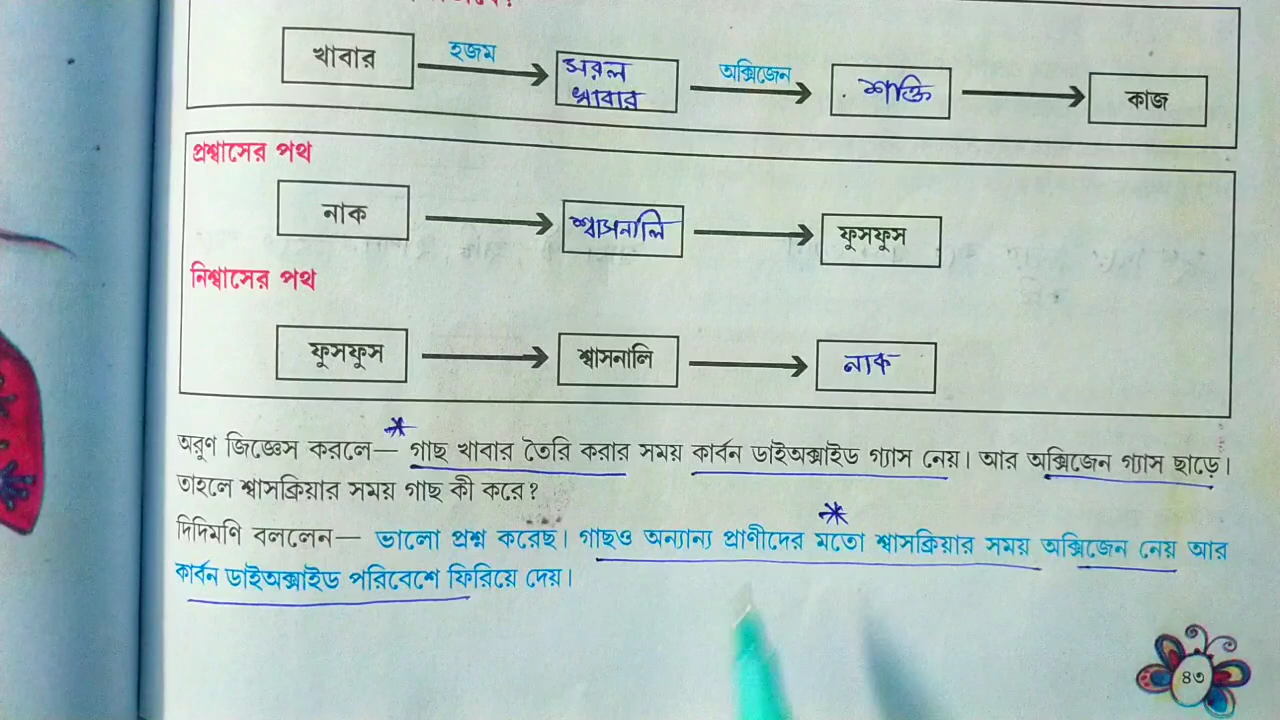 খাবার হজম সরল খাবার অক্সিজেন শক্তি কাজ
প্রশ্বাসের পথ
নাক শ্বাসনালি ফুসফুস
নিশ্বাসের পথ
ফুসফুস শ্বাসনালি নাক
অরুণ জিজ্ঞেস করলে— গাছ খাবার তৈরি করার সময় কার্বন ডাইঅক্সাইড গ্যাস নেয়। আর অক্সিজেন গ্যাস ছাড়ে।
তাহলে শ্বাসক্রিয়ার সময় গাছ কী করে?
দিদিমণি বললেন— ভালো প্রশ্ন করেছ। গাছও অন্যান্য প্রাণীদের মতো শ্বাসক্রিয়ার সময় অক্সিজেন নেয় আর
কার্বন ডাইঅক্সাইড পরিবেশে ফিরিয়ে দেয়।
৪৩